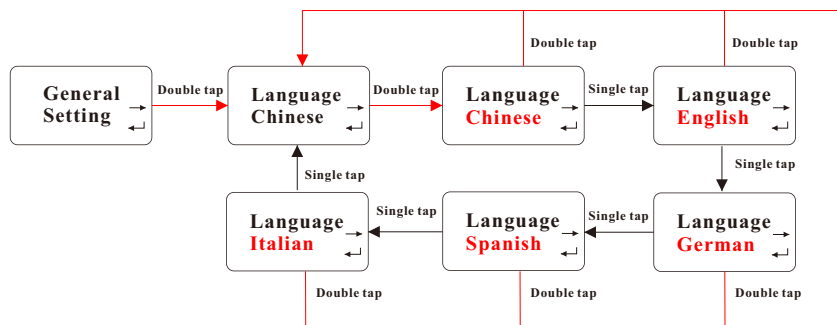 Double tap
Double tap
General
Setting
Double tap
Language
Chinese
Double tap
Language
Chinese
Single tap
Language
English
Single tap
Single tap
Language
Italian
Single tap
Language
Spanish
Single tap
Language
German
Double tap
Double tap
Double tap